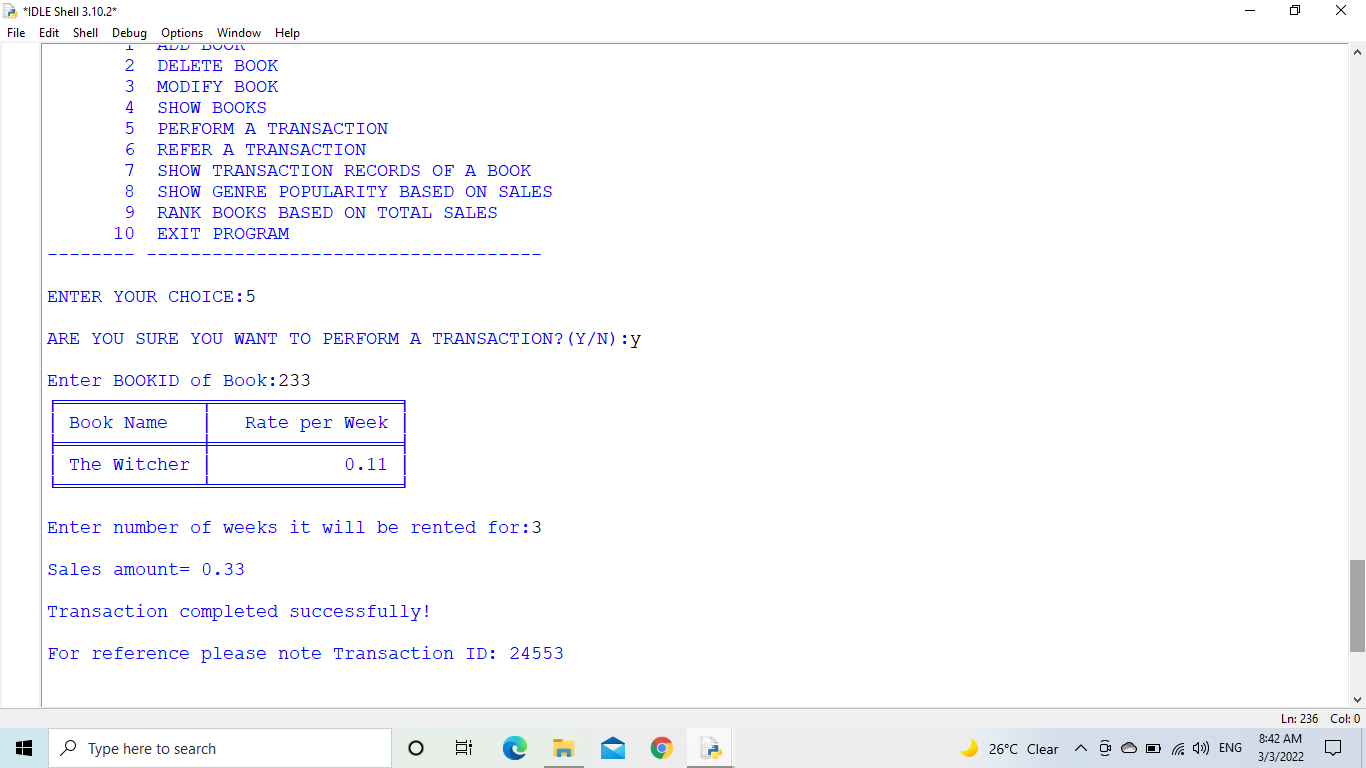 *IDLE Shell 3.10.2*
File Edit Shell Debug Options Window Help
1 ADD BOOK
2 DELETE BOOK
3 MODIFY BOOK
4 SHOW BOOKS
5 PERFORM A TRANSACTION
6 REFER A TRANSACTION
7 SHOW TRANSACTION RECORDS OF A BOOK
8 SHOW GENRE POPULARITY BASED ON SALES
9 RANK BOOKS BASED ON TOTAL SALES
10 EXIT PROGRAM
-------- ------------------------------------
ENTER YOUR CHOICE:5
ARE YOU SURE YOU WANT TO PERFORM A TRANSACTION?(Y/N):y
Enter BOOKID of Book:233
Book Name Rate per Week
The Witcher 0.11
Enter number of weeks it will be rented for:3
Sales amount= 0.33
Transaction completed successfully!
For reference please note Transaction ID: 24553
Ln: 236 Col: 0
Type here to search
26°C Clear
ENG
8:42 AM
3/3/2022